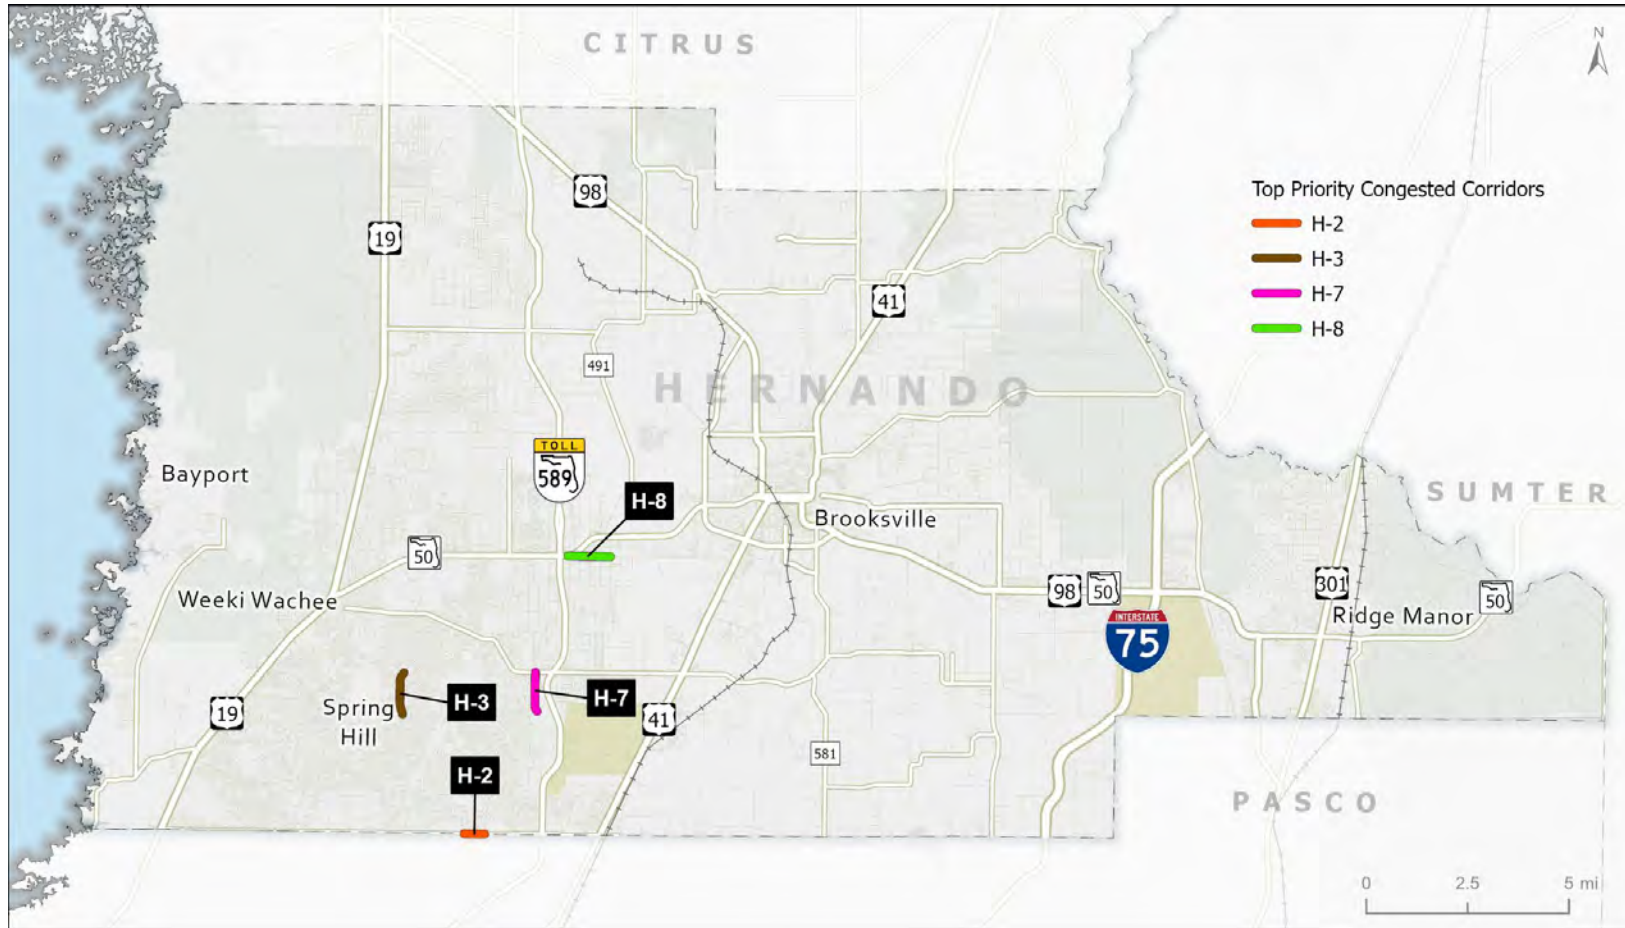 CITRUS
N
98
Top Priority Congested Corridors
H-2
H-3
H-7
H-8
19
41
491
HERNANDO
TOLL
589
Bayport
H-8
SUMTER
Brooksville
50
98
50
301
50
Weeki Wachee
Ridge Manor
INTERSTATE
75
H-3
H-7
19
Spring
Hill
41
581
H-2
PASCO
0 2.5 5 mi